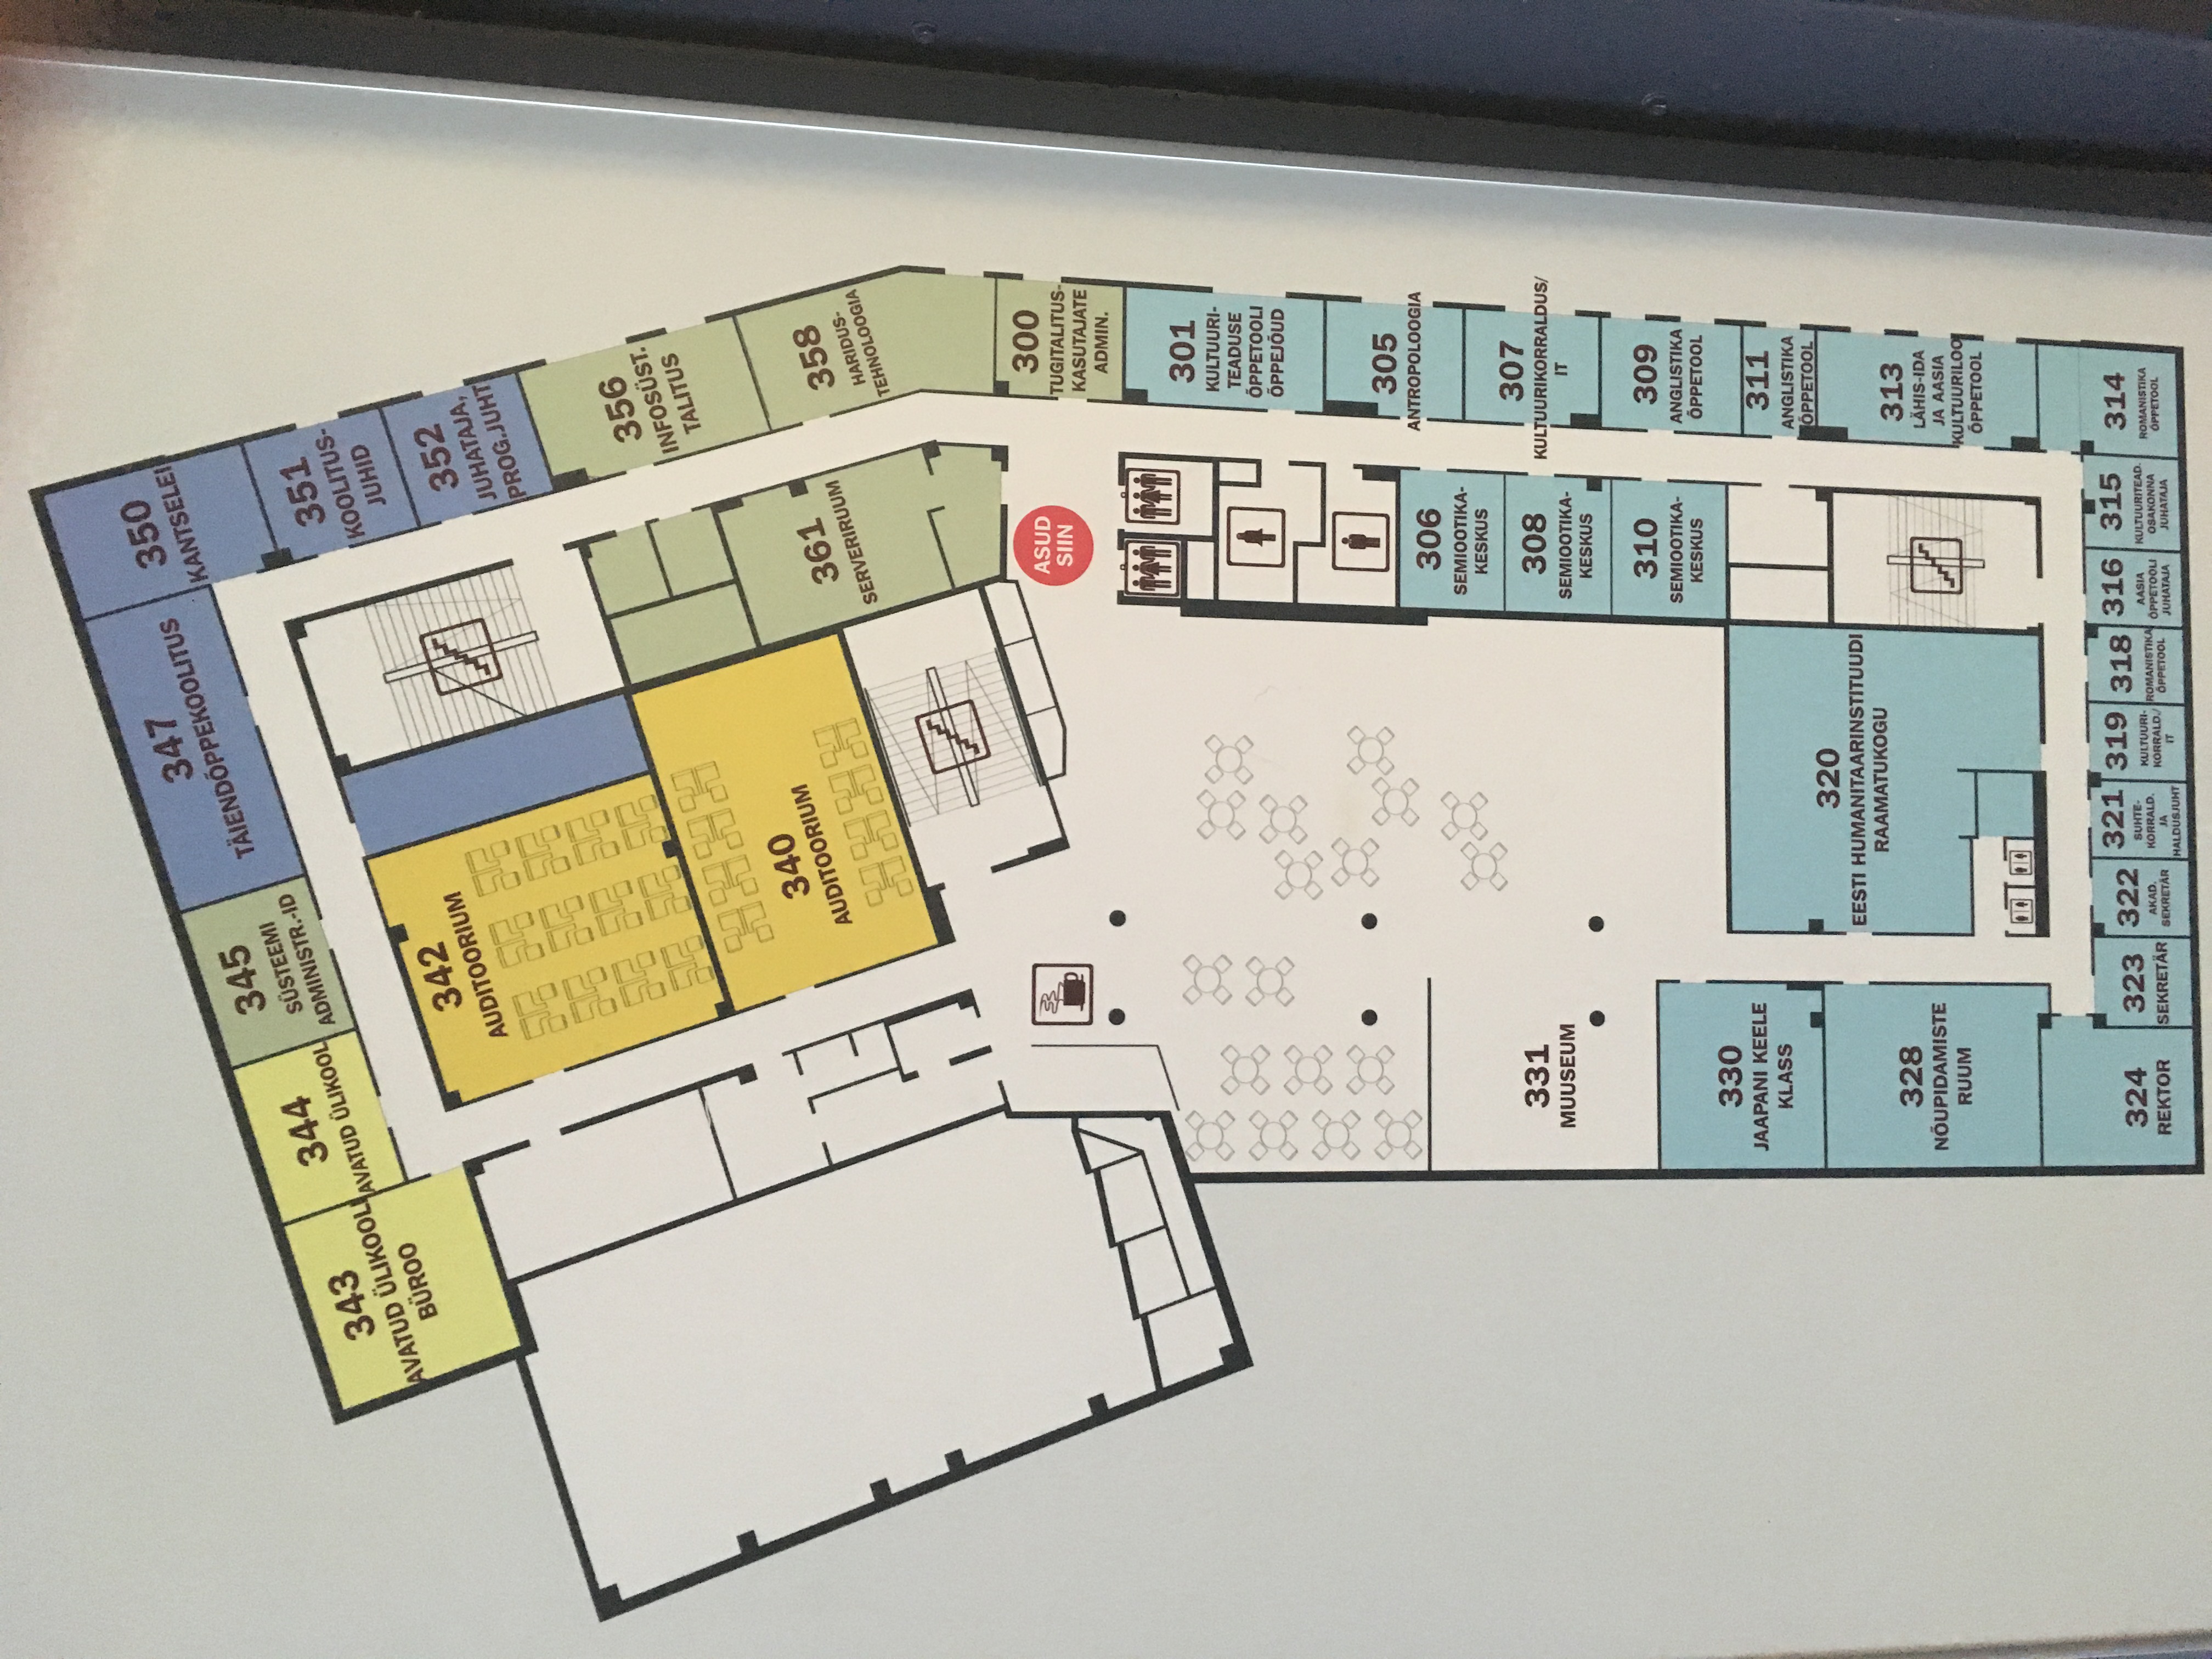 350
KANTSELEI
347
TÄIENDÕPPEKOOLITUS
345
SÜSTEEMI
ADMINISTR.-ID
344
AVATUD ÜLIKOOL
343
AVATUD ÜLIKOOLI
BÜROO
351
KOOLITUS-
JUHID
342
AUDITOORIUM
352
JUHATAJA,
PROG.JUHT
356
INFOSÜST.
TALITUS
340
AUDITOORIUM
361
SERVERIRUUM
358
HARIDUS-
TEHNOLOOGIA
ASUD
SIIN
300
TUGITALITUS-
KASUTAJATE
ADMIN.
301
KULTUURI-
TEADUSE
ÕPPETOOLI
ÕPPEJÕUD
305
ANTROPOLOOGIA
306
SEMIOOTIKA-
KESKUS
307
KULTUURIKORRALDUS/
IT
308
SEMIOOTIKA-
KESKUS
331
MUUSEUM
310
SEMIOOTIKA-
KESKUS
309
ANGLISTIKA
ÕPPETOOL
330
JAAPANI KEELE
KLASS
311
ANGLISTIKA
ÕPPETOOL
320
EESTI HUMANITAARINSTITUUDI
RAAMATUKOGU
328
NÕUPIDAMISTE
RUUM
313
LÄHIS-IDA
JA AASIA
KULTUURILOO
ÕPPETOOL
324
REKTOR
323
SEKRETÄR
322
AKAD.
SEKRETÄR
321
SUHTE-
KORRALD.
JA
HALDUSJUHT
319
KULTUURI-
KORRALD./
IT
318
ROMANISTIKA
ÕPPETOOL
316
AASIA
ÕPPETOOLI
JUHATAJA
315
KULTUURITEAD.
OSAKONNA
JUHATAJA
314
ROMANISTIKA
ÕPPETOOL